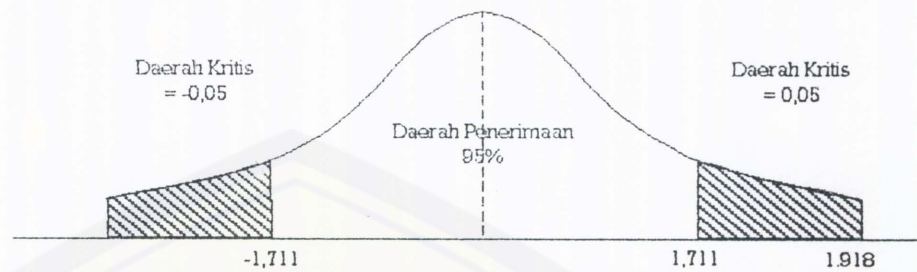 Daerah Kritis
= -0,05
Daerah Kritis
= 0,05
Daerah Penerimaan
95%
-1,711
1,711
1.918